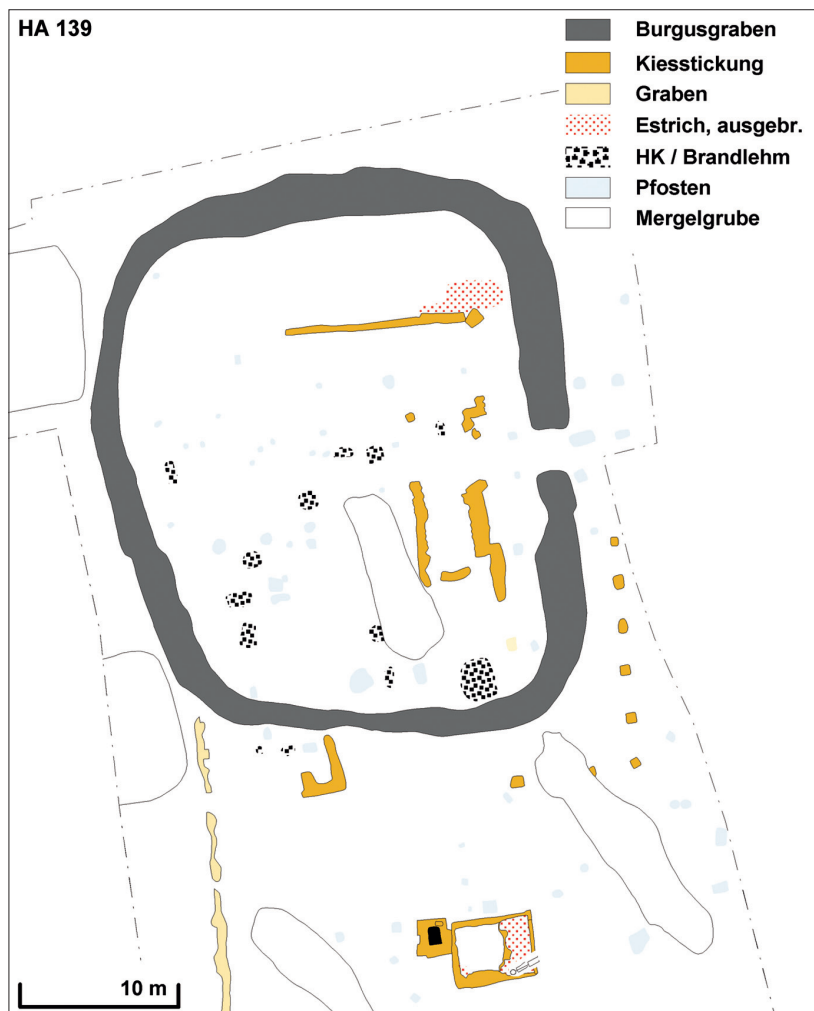 HA 139
Burgusgraben
Kiesstickung
Graben
Estrich, ausgebr.
HK / Brandlehm
Pfosten
Mergelgrube
10 m